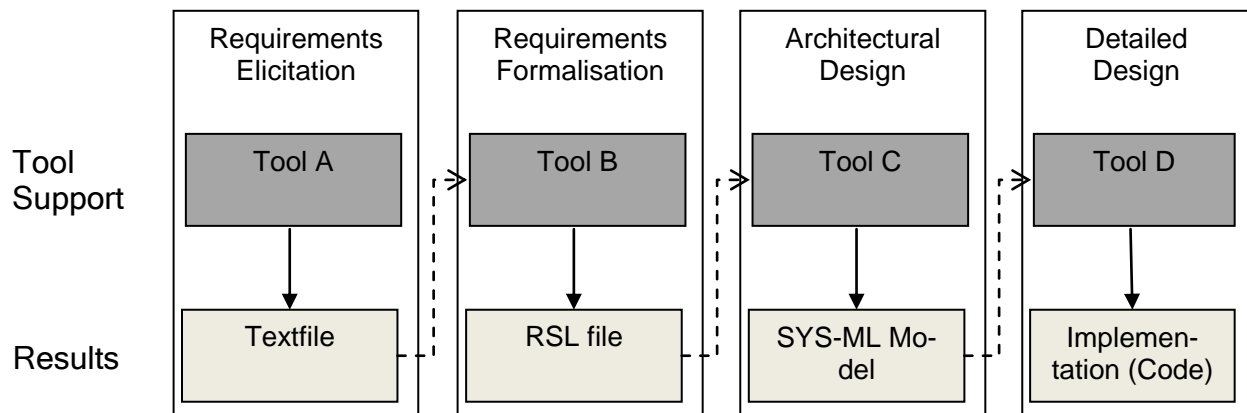 Requirements
Elicitation
Requirements
Formalisation
Architectural
Design
Detailed
Design
Tool
Support
Tool A
Tool B
Tool C
Tool D
Results
Textfile
RSL file
SYS-ML Mo-
del
Implemen-
tation (Code)